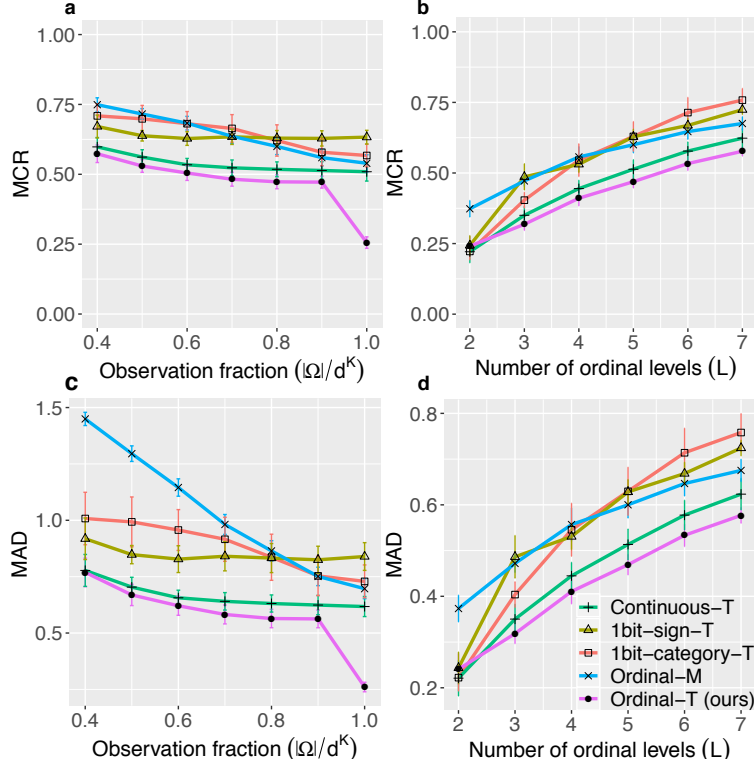 a
1.00
0.75
0.50
0.25
0.00
MCR
0.4
0.6
0.8
1.0
Observation fraction (|Ω|/d^K)
b
1.00
0.75
0.50
0.25
0.00
MCR
2
3
4
5
6
7
Number of ordinal levels (L)
c
1.5
1.0
0.5
MAD
0.4
0.6
0.8
1.0
Observation fraction (|Ω|/d^K)
d
0.8
0.6
0.4
0.2
MAD
Continuous-T
1bit-sign-T
1bit-category-T
Ordinal-M
Ordinal-T (ours)
2
3
4
5
6
7
Number of ordinal levels (L)